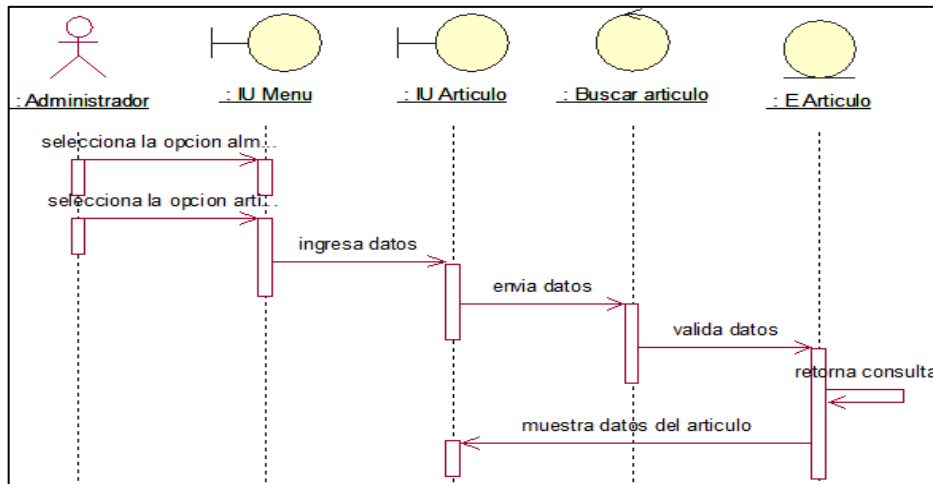 : Administrador
: IU Menu
: IU Articulo
: Buscar articulo
: E Articulo
selecciona la opcion alm...
selecciona la opcion arti...
ingresa datos
envia datos
valida datos
retorna consulta
muestra datos del articulo